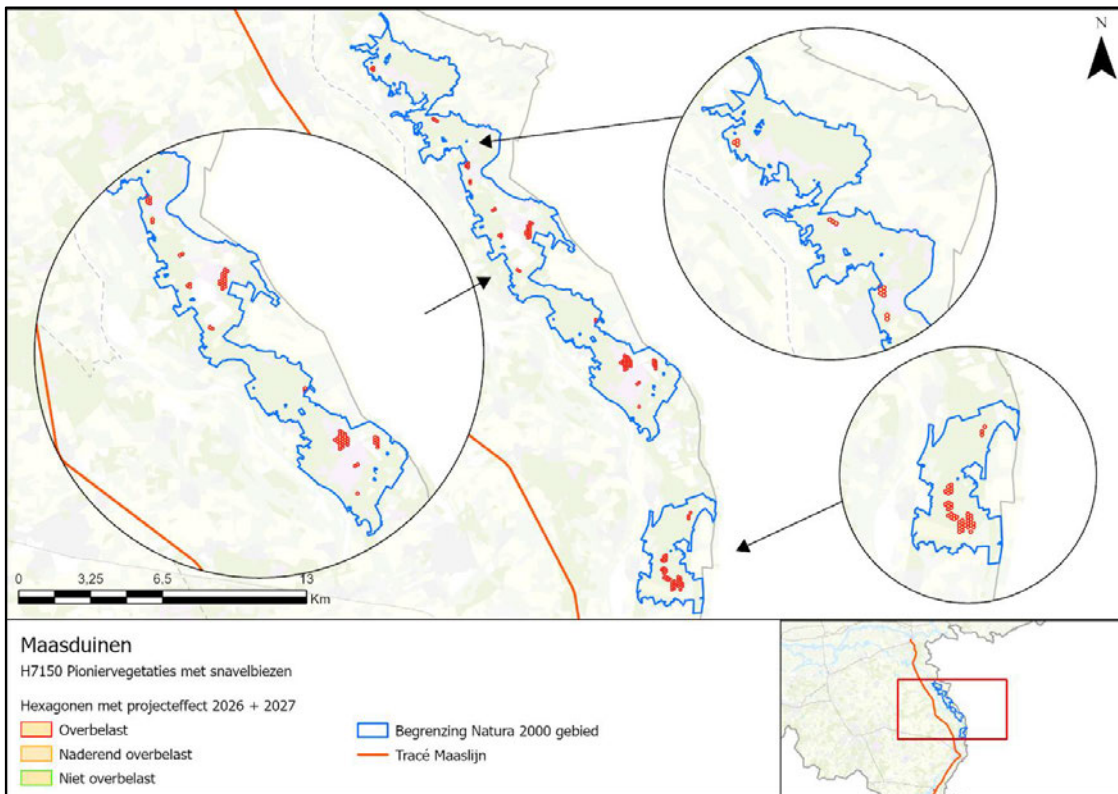 N
0 3,25 6.5 13
Km
Maasduinen
H7150 Pioniervegetaties met snavelbiezen
Hexagonen met projecteffect 2026 + 2027
Overbelast
Naderend overbelast
Niet overbelast
Begrenzing Natura 2000 gebied
Tracé Maaslijn